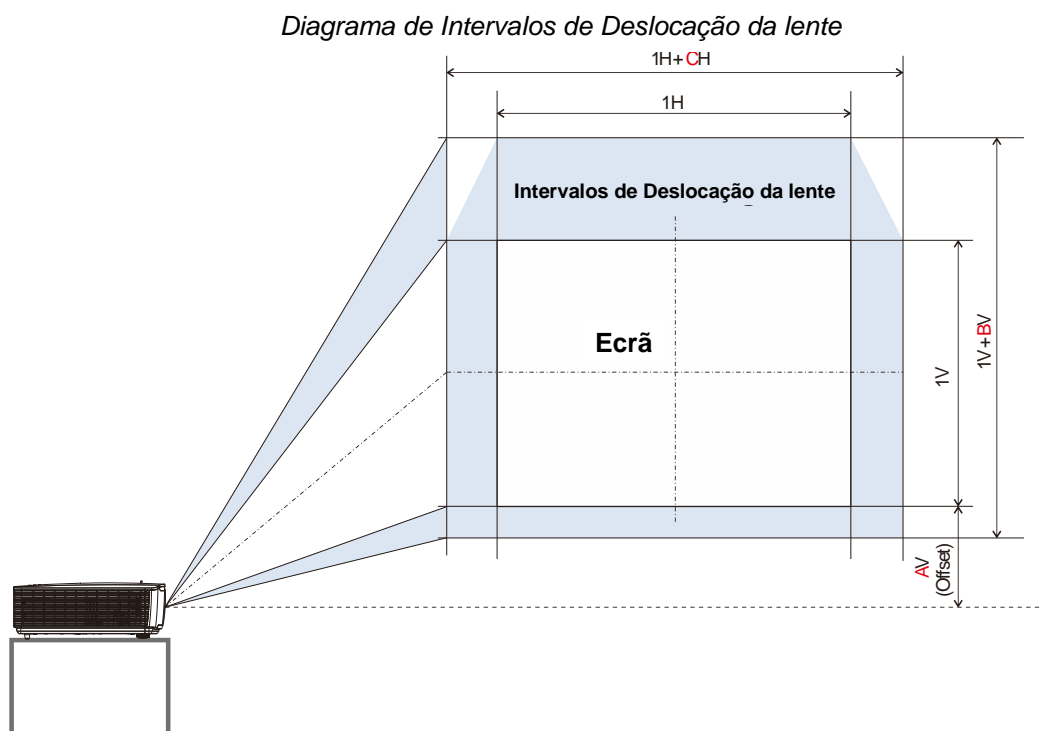 Diagrama de Intervalos de Deslocação da lente
1H+CH
1H
Intervalos de Deslocação da lente
Ecrã
1V
1V+BV
AV
(Offset)